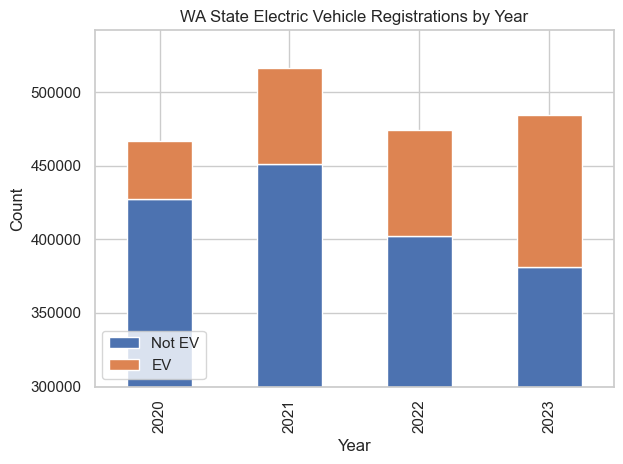 WA State Electric Vehicle Registrations by Year
Count
500000
450000
400000
350000
300000
Not EV
EV
2020
2021
2022
2023
Year